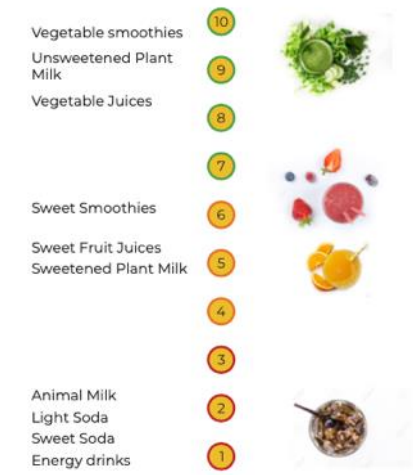 10
Vegetable smoothies
Unsweetened Plant
Milk
9
Vegetable Juices
8
7
Sweet Smoothies
6
Sweet Fruit Juices
5
Sweetened Plant Milk
4
3
Animal Milk
2
Light Soda
Sweet Soda
1
Energy drinks